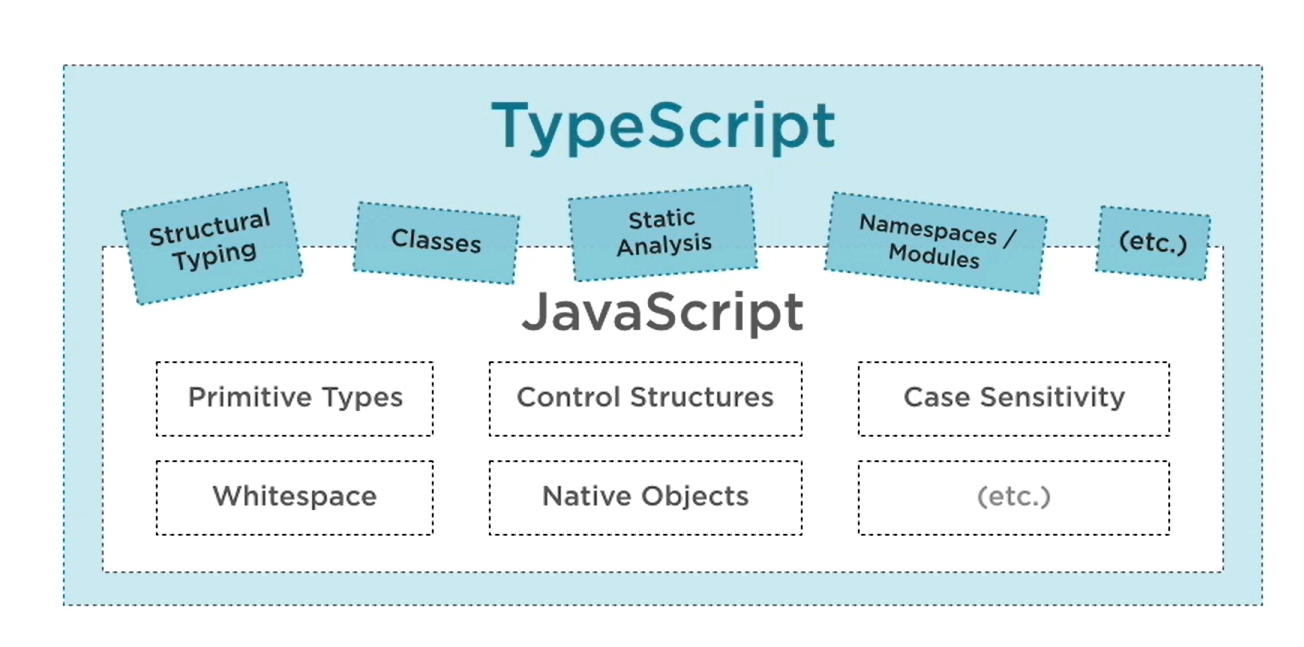 TypeScript
Structural
Typing
Classes
Static
Analysis
Namespaces /
Modules
(etc.)
JavaScript
Primitive Types
Control Structures
Case Sensitivity
Whitespace
Native Objects
(etc.)